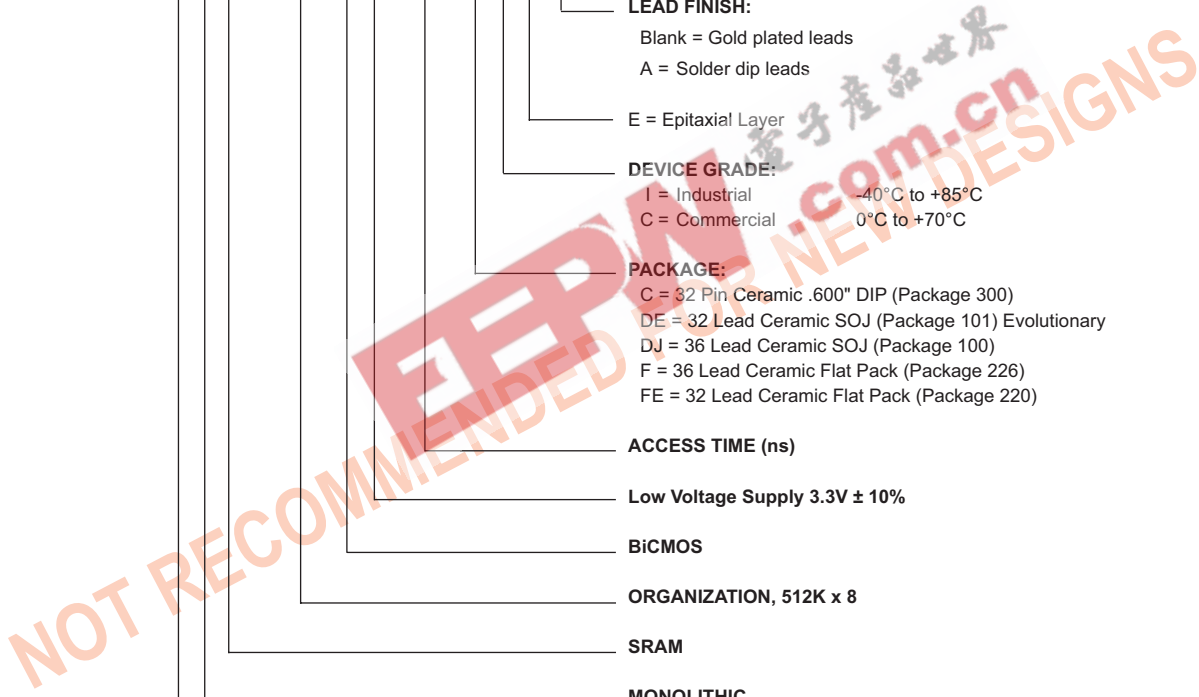 LEAD FINISH:
Blank = Gold plated leads
A = Solder dip leads
E = Epitaxial Layer
DEVICE GRADE:
I = Industrial -40°C to +85°C
C = Commercial 0°C to +70°C
PACKAGE:
C = 32 Pin Ceramic .600" DIP (Package 300)
DE = 32 Lead Ceramic SOJ (Package 101) Evolutionary
DJ = 36 Lead Ceramic SOJ (Package 100)
F = 36 Lead Ceramic Flat Pack (Package 226)
FE = 32 Lead Ceramic Flat Pack (Package 220)
ACCESS TIME (ns)
Low Voltage Supply 3.3V ± 10%
BiCMOS
ORGANIZATION, 512K x 8
SRAM
MONOLITHIC
NOT RECOMMENDED FOR NEW DESIGNS
EEPW.com.cn
電子產品世界